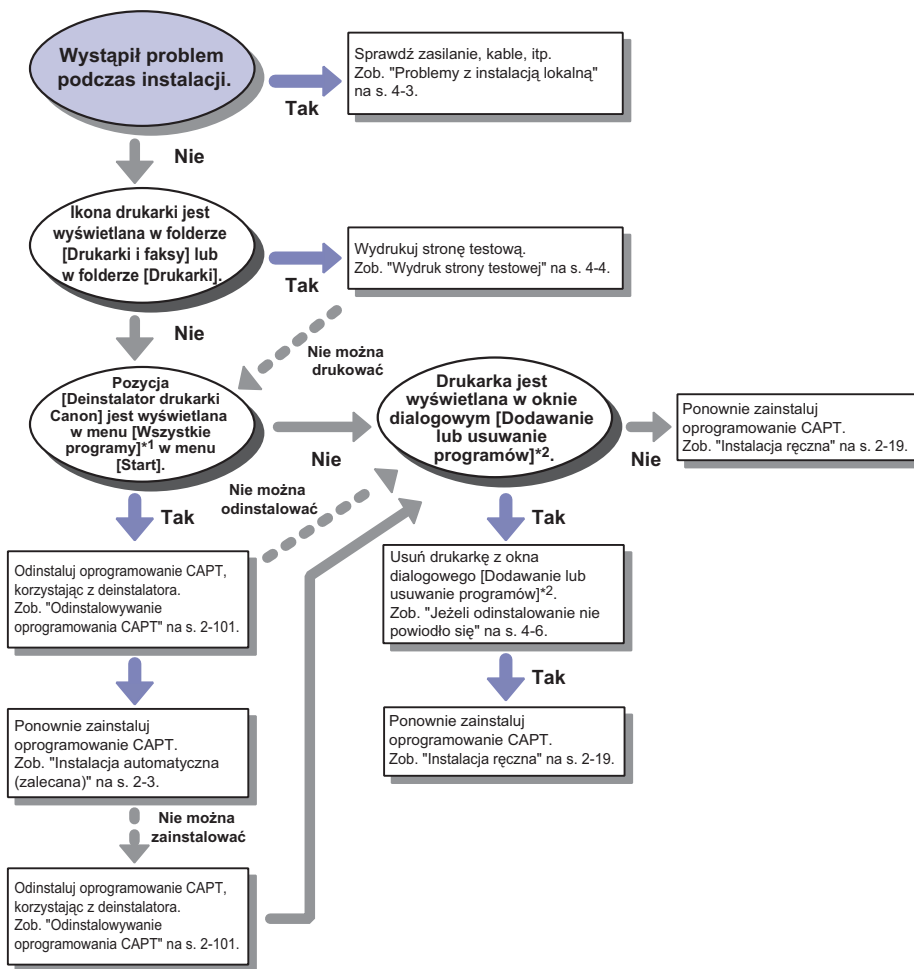 Wystąpił problem
podczas instalacji.
Sprawdź zasilanie, kable, itp.
Zob. "Problemy z instalacją lokalną"
na s. 4-3.
Tak
Nie
Ikona drukarki jest
wyświetlana w folderze
[Drukarki i faksy] lub
w folderze [Drukarki].
Wydrukuj stronę testową.
Zob. "Wydruk strony testowej" na s. 4-4.
Tak
Nie
Nie można
drukować
Pozycja
[Deinstalator drukarki
Canon] jest wyświetlana
w menu [Wszystkie
programy]*1 w menu
[Start].
Nie
Drukarka jest
wyświetlana w oknie
dialogowym [Dodawanie
lub usuwanie
programów]*2.
Nie
Ponownie zainstaluj
oprogramowanie CAPT.
Zob. "Instalacja ręczna" na s. 2-19.
Nie można
odinstalować
Tak
Tak
Odinstaluj oprogramowanie CAPT,
korzystając z deinstalatora.
Zob. "Odinstalowywanie
oprogramowania CAPT" na s. 2-101.
Usuń drukarkę z okna
dialogowego [Dodawanie lub
usuwanie programów]*2.
Zob. "Jeżeli odinstalowanie nie
powiodło się" na s. 4-6.
Tak
Ponownie zainstaluj
oprogramowanie CAPT.
Zob. "Instalacja automatyczna
(zalecana)" na s. 2-3.
Ponownie zainstaluj
oprogramowanie CAPT.
Zob. "Instalacja ręczna" na s. 2-19.
Nie można
zainstalować
Odinstaluj oprogramowanie CAPT,
korzystając z deinstalatora.
Zob. "Odinstalowywanie
oprogramowania CAPT" na s. 2-101.